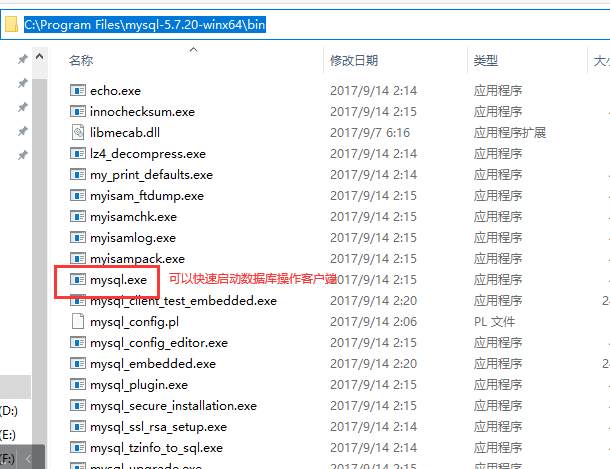 C:\Program Files\mysql-5.7.20-winx64\bin
名称 修改日期 类型 大小
echo.exe 2017/9/14 2:14 应用程序
innochecksum.exe 2017/9/14 2:15 应用程序
libmecab.dll 2017/9/7 6:16 应用程序扩展
lz4_decompress.exe 2017/9/14 2:14 应用程序
my_print_defaults.exe 2017/9/14 2:14 应用程序
myisam_ftdump.exe 2017/9/14 2:15 应用程序
myisamchk.exe 2017/9/14 2:15 应用程序
myisamlog.exe 2017/9/14 2:15 应用程序
myisampack.exe 2017/9/14 2:15 应用程序
mysql.exe 可以快速启动数据库操作客户端 2017/9/14 2:15 应用程序
mysql_client_test_embedded.exe 2017/9/14 2:20 应用程序
mysql_config.pl 2017/9/14 2:06 PL 文件
mysql_config_editor.exe 2017/9/14 2:15 应用程序
mysql_embedded.exe 2017/9/14 2:20 应用程序
mysql_plugin.exe 2017/9/14 2:15 应用程序
(D:) mysql_secure_installation.exe 2017/9/14 2:15 应用程序
(E:) mysql_ssl_rsa_setup.exe 2017/9/14 2:15 应用程序
(F:) mysql_tzinfo_to_sql.exe 2017/9/14 2:14 应用程序
mysql_upgrade.exe 2017/9/14 2:15 应用程序